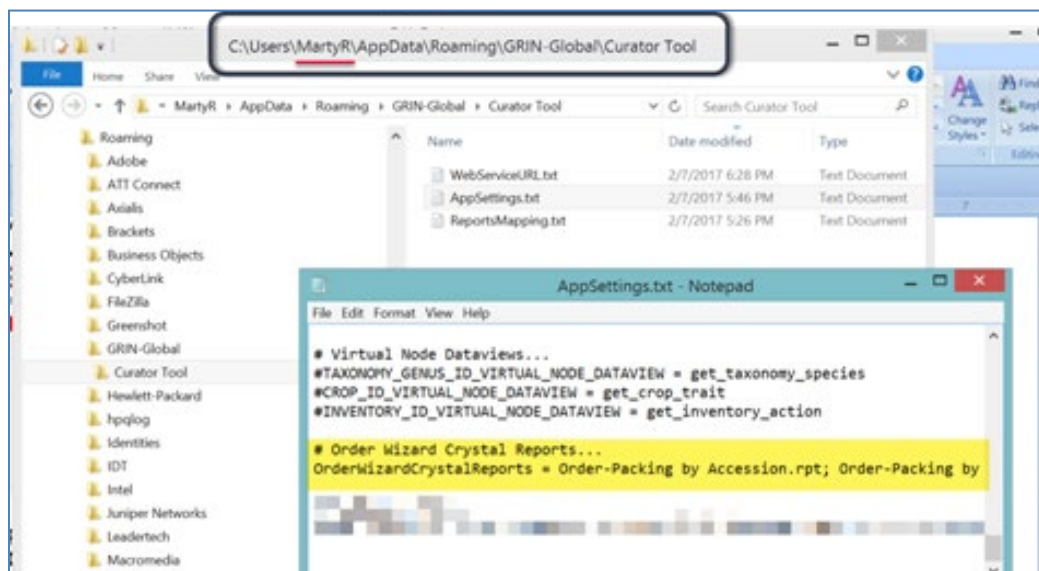 C:\Users\MartyR\AppData\Roaming\GRIN-Global\Curator Tool
File Home Share View
MartyR AppData Roaming GRIN-Global Curator Tool Search Curator Tool
Roaming
Adobe
ATT Connect
Axialis
Brackets
Business Objects
CyberLink
FileZilla
Greenshot
GRIN-Global
Curator Tool
Hewlett-Packard
hpqlog
Identities
IDT
Intel
Juniper Networks
Leadertech
Macromedia
Name Date modified Type
WebServiceURL.txt 2/7/2017 6:28 PM Text Document
AppSettings.txt 2/7/2017 5:46 PM Text Document
ReportsMapping.txt 2/7/2017 5:26 PM Text Document
Change
Styles
Find
Repl
Sele
Editing
AppSettings.txt - Notepad
File Edit Format View Help
# Virtual Node Dataviews...
#TAXONOMY_GENUS_ID_VIRTUAL_NODE_DATAVIEW = get_taxonomy_species
#CROP_ID_VIRTUAL_NODE_DATAVIEW = get_crop_trait
#INVENTORY_ID_VIRTUAL_NODE_DATAVIEW = get_inventory_action
# Order Wizard Crystal Reports...
OrderWizardCrystalReports = Order-Packing by Accession.rpt; Order-Packing by